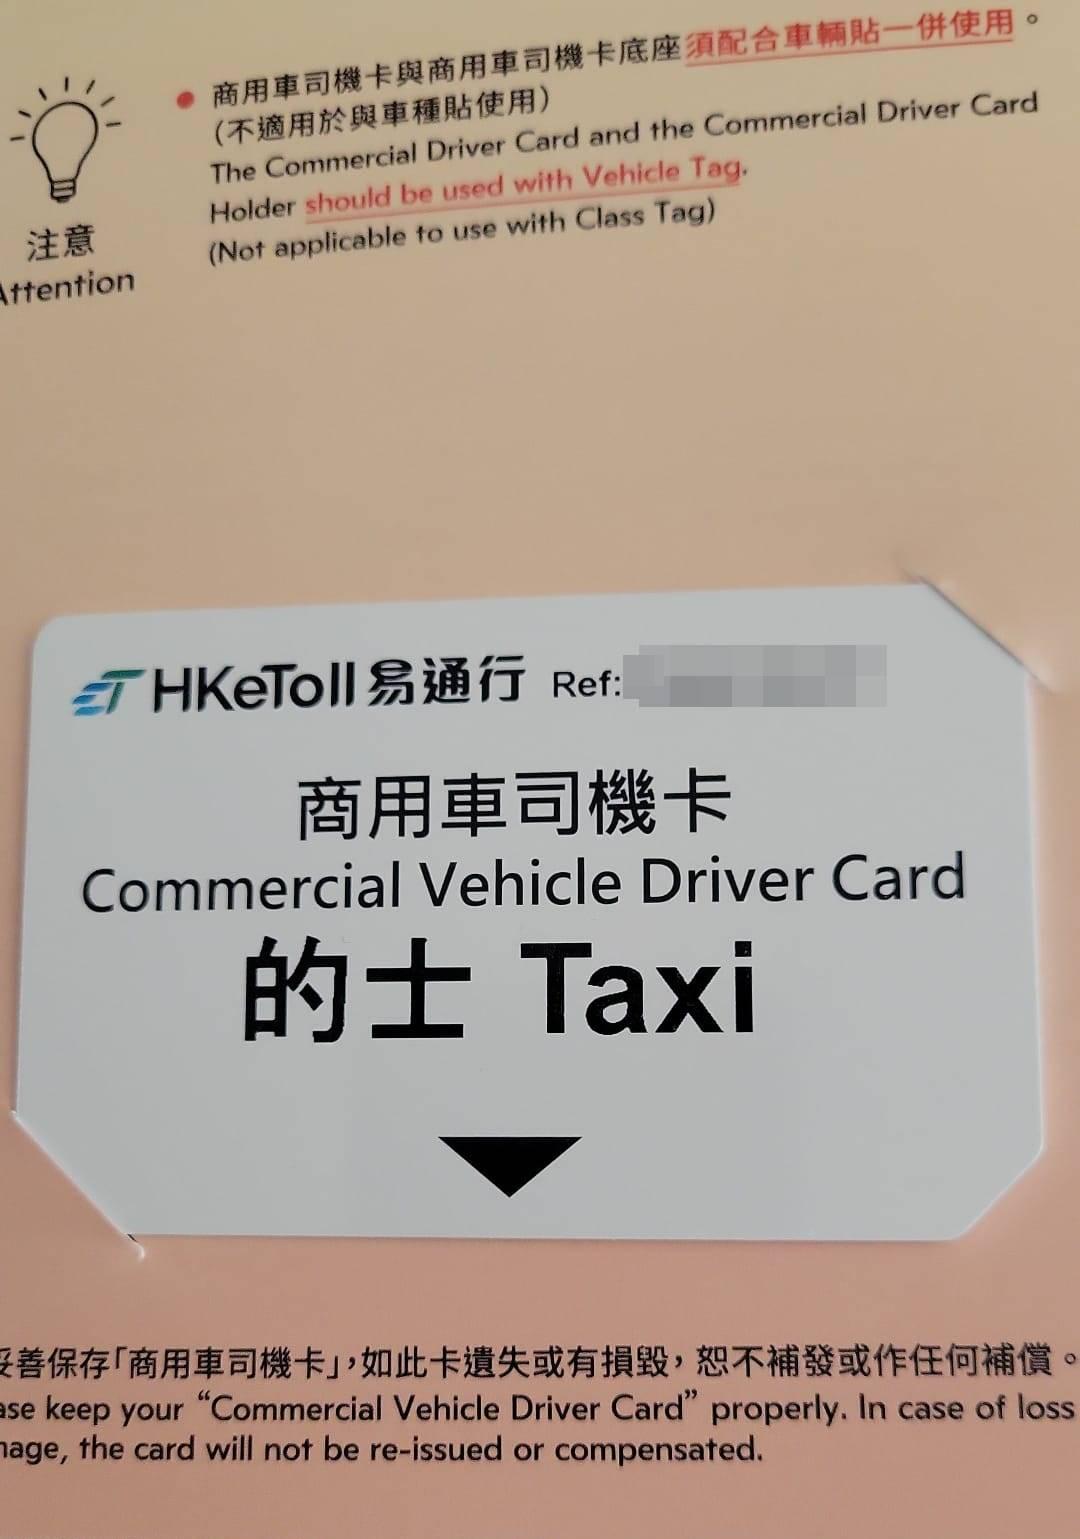 商用車司機卡與商用車司機卡底座須配合車輛貼一併使用。
(不適用於與車種貼使用)
The Commercial Driver Card and the Commercial Driver Card
Holder should be used with Vehicle Tag.
(Not applicable to use with Class Tag)
注意
Attention
HKeToll 易通行 Ref:
商用車司機卡
Commercial Vehicle Driver Card
的士 Taxi
善保存「商用車司機卡」，如此卡遺失或有損毀，恕不補發或作任何補償。
keep your “Commercial Vehicle Driver Card” properly. In case of loss
the card will not be re-issued or compensated.